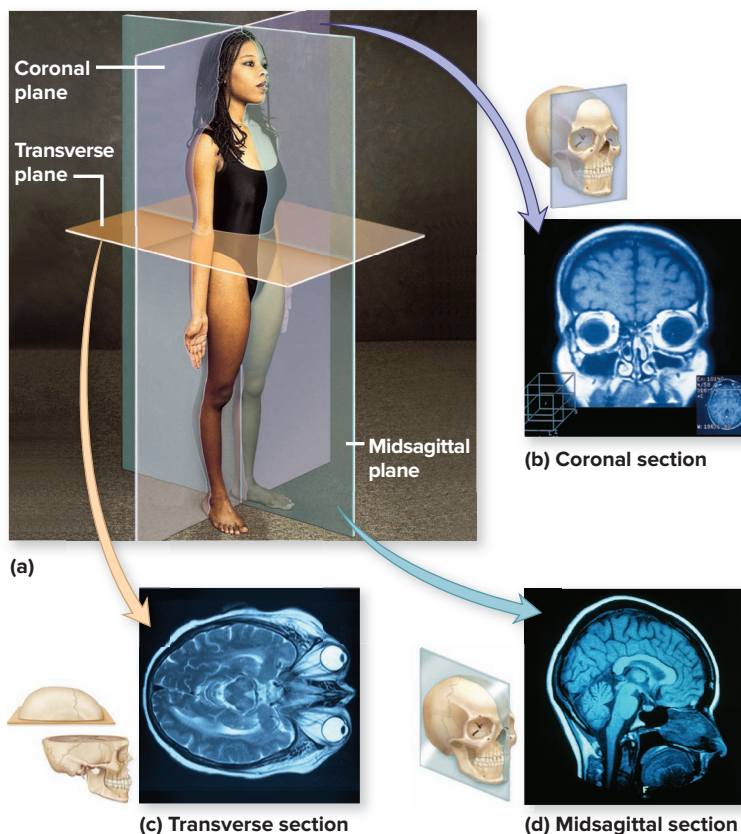 Coronal
plane
Transverse
plane
Midsagittal
plane
(a)
(b) Coronal section
(c) Transverse section
F
(d) Midsagittal section